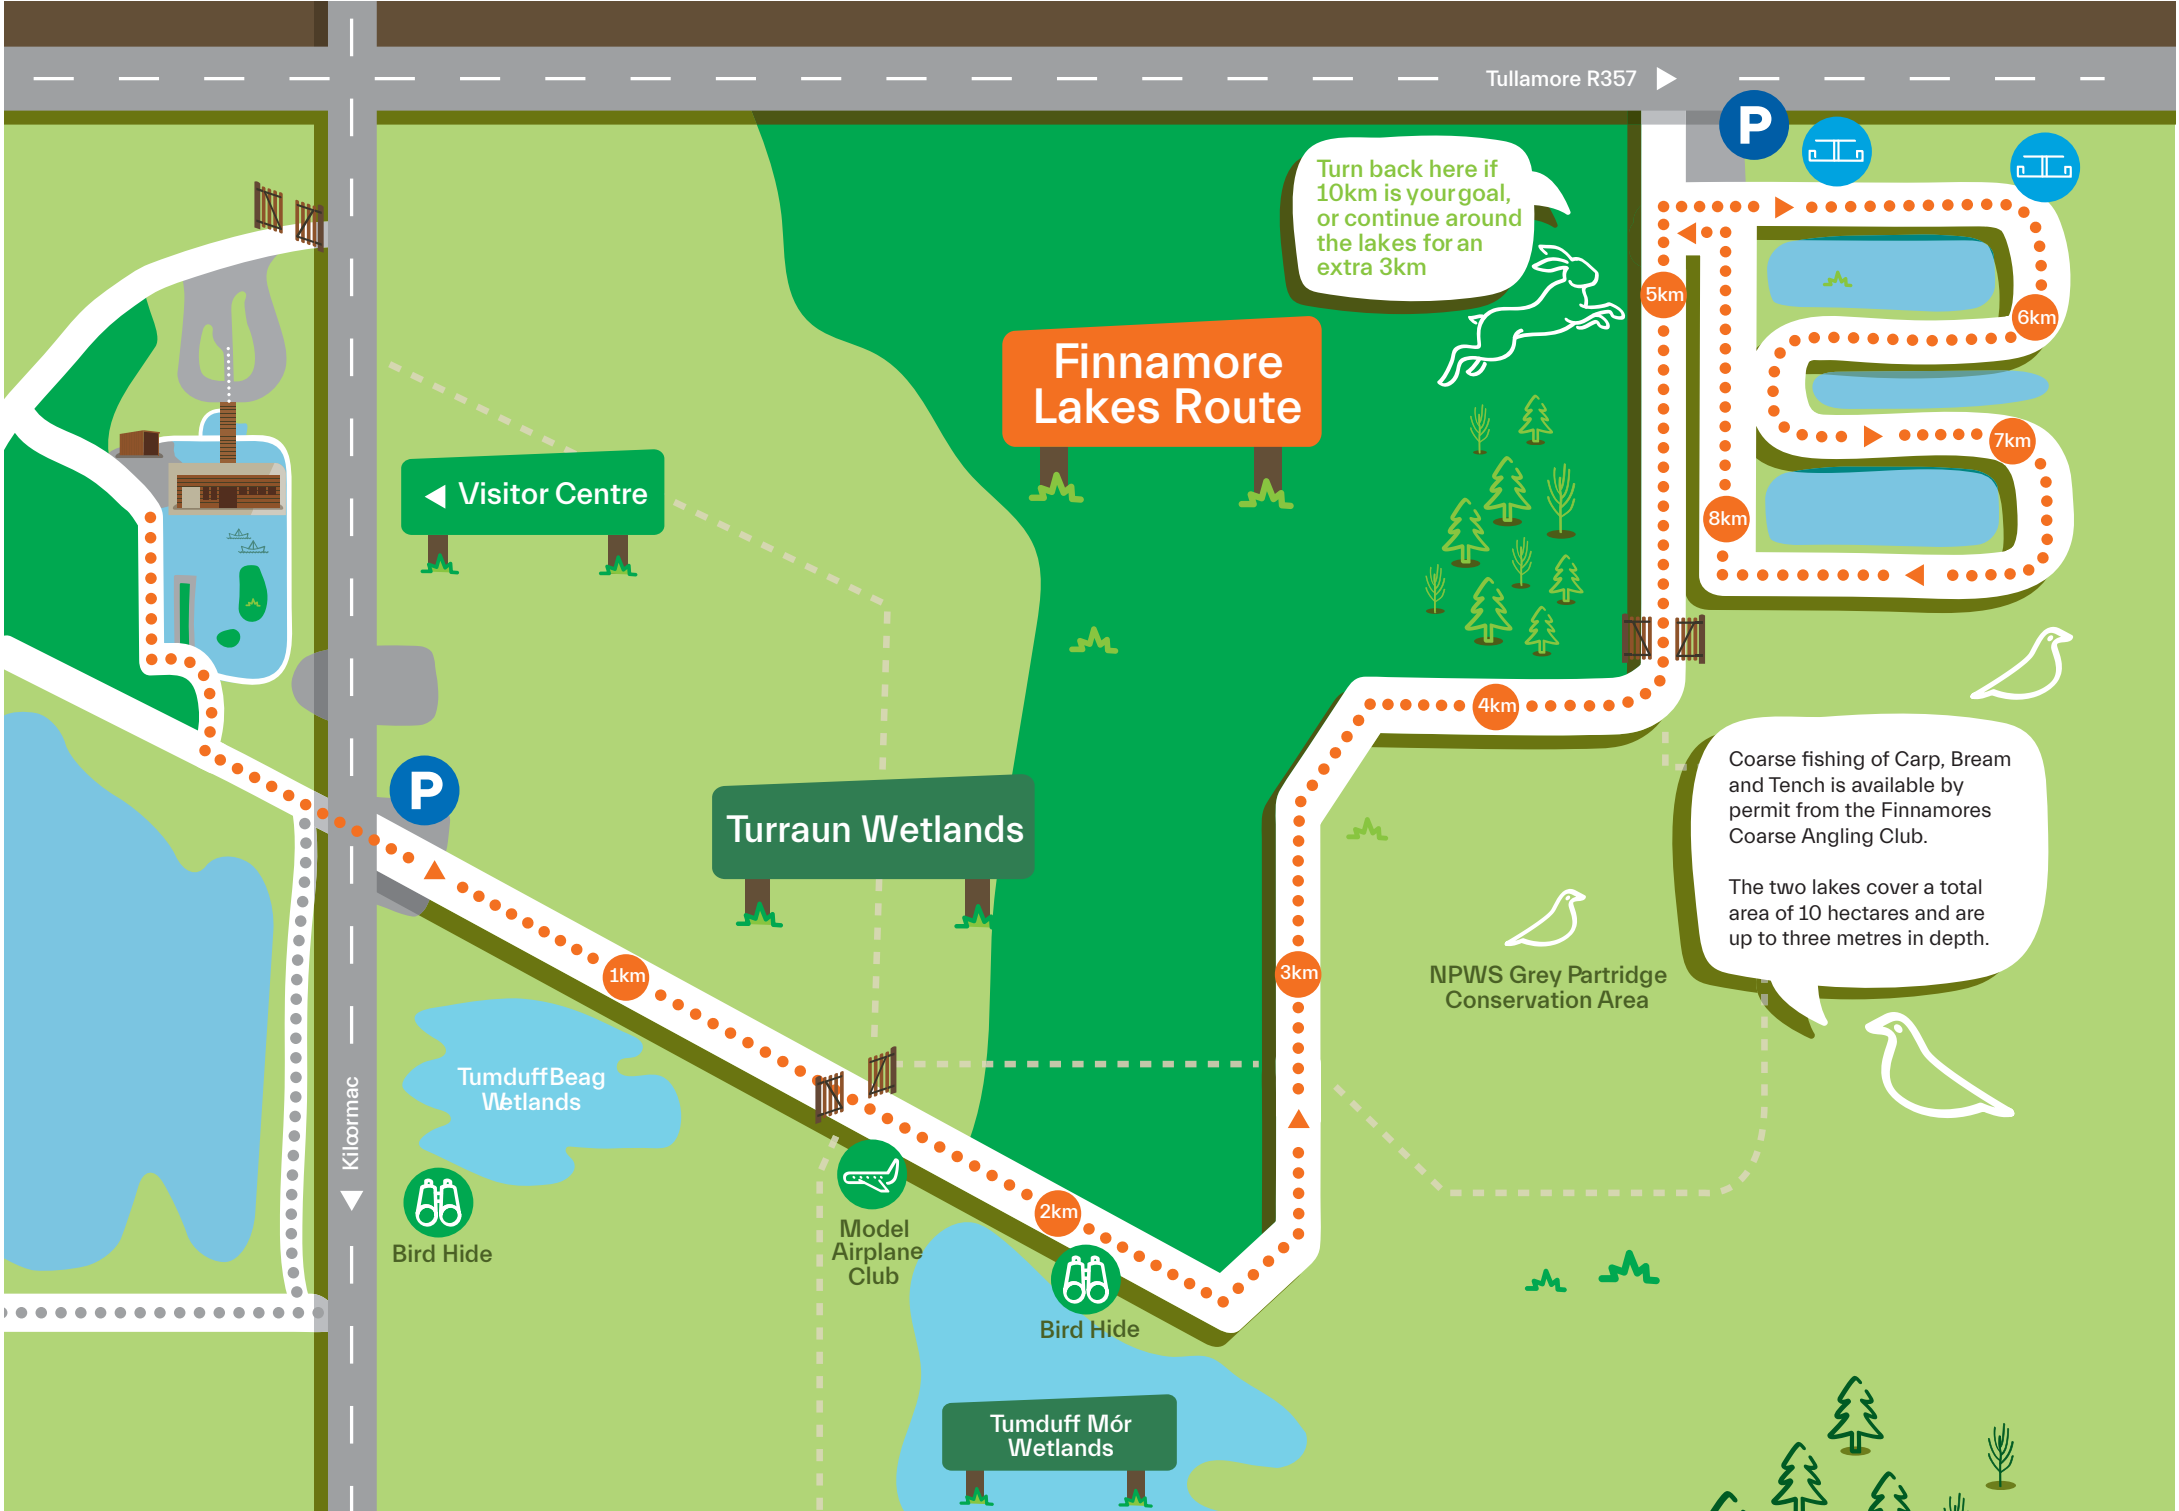 Tullamore R357
P
Turn back here if
10km is your goal,
or continue around
the lakes for an
extra 3km
5km
6km
Finnamore
Lakes Route
7km
Visitor Centre
8km
4km
P
Coarse fishing of Carp, Bream
and Tench is available by
permit from the Finnamores
Coarse Angling Club.
The two lakes cover a total
area of 10 hectares and are
up to three metres in depth.
Turraun Wetlands
1km
3km
NPWS Grey Partridge
Conservation Area
Tumduff Beag
Wetlands
Kilcormac
2km
Bird Hide
Model
Airplane
Club
Bird Hide
Tumduff Mór
Wetlands